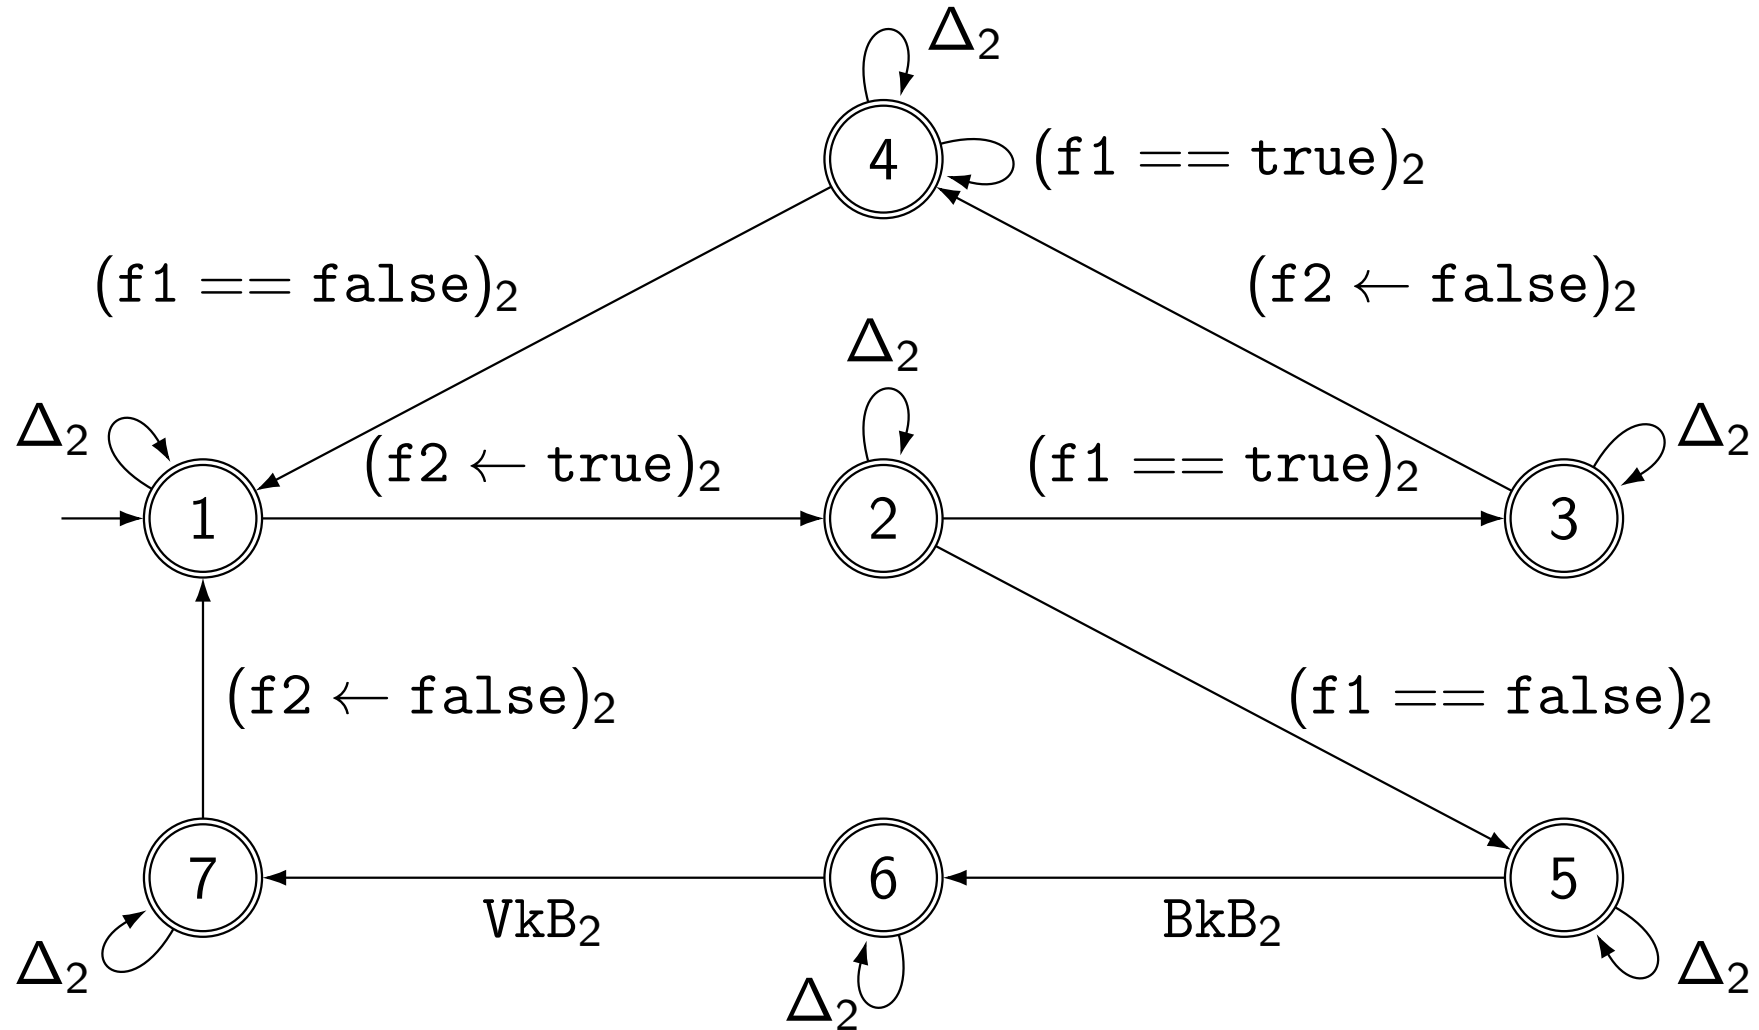 Δ₂
4
(f1 == true)₂
(f1 == false)₂
(f2 ← false)₂
Δ₂
Δ₂
(f2 ← true)₂
(f1 == true)₂
Δ₂
1
2
3
(f2 ← false)₂
(f1 == false)₂
7
6
5
VkB₂
BkB₂
Δ₂
Δ₂
Δ₂